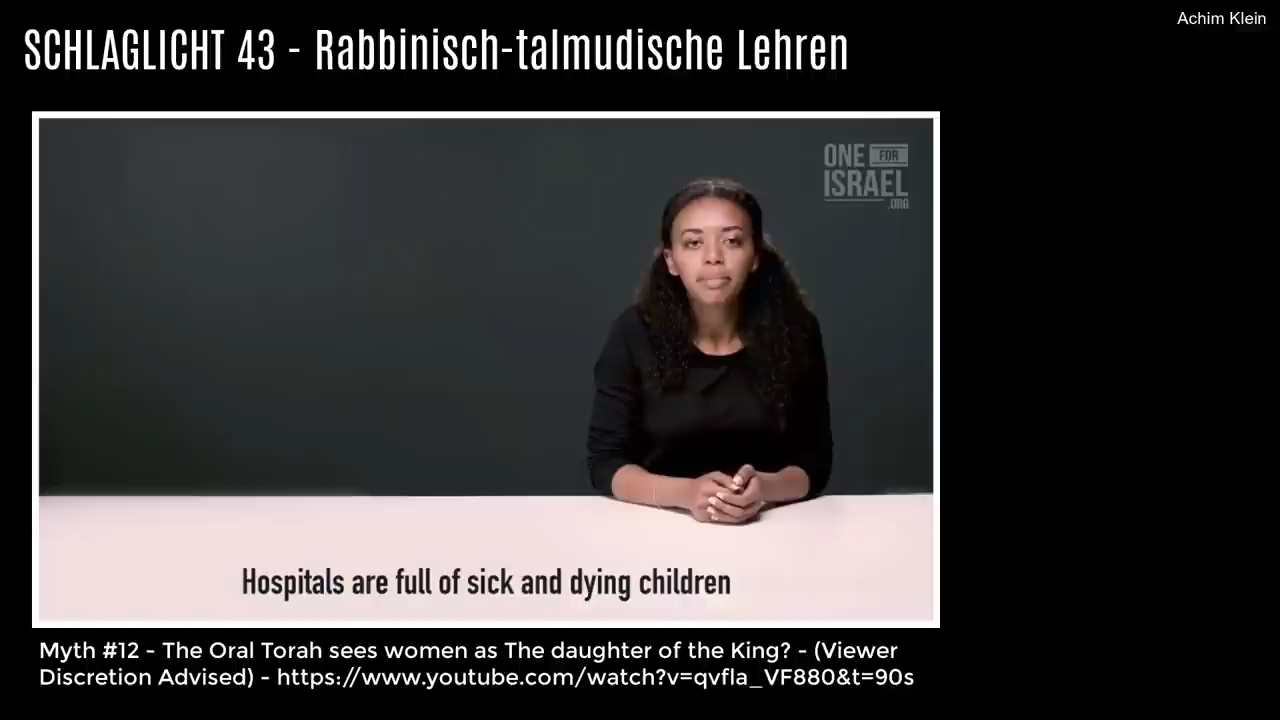 Achim Klein
SCHLAGLICHT 43 - Rabbinisch-talmudische Lehren
ONE FOR
ISRAEL
.ORG
Hospitals are full of sick and dying children
Myth #12 - The Oral Torah sees women as The daughter of the King? - (Viewer
Discretion Advised) - https://www.youtube.com/watch?v=qvfla_VF880&t=90s